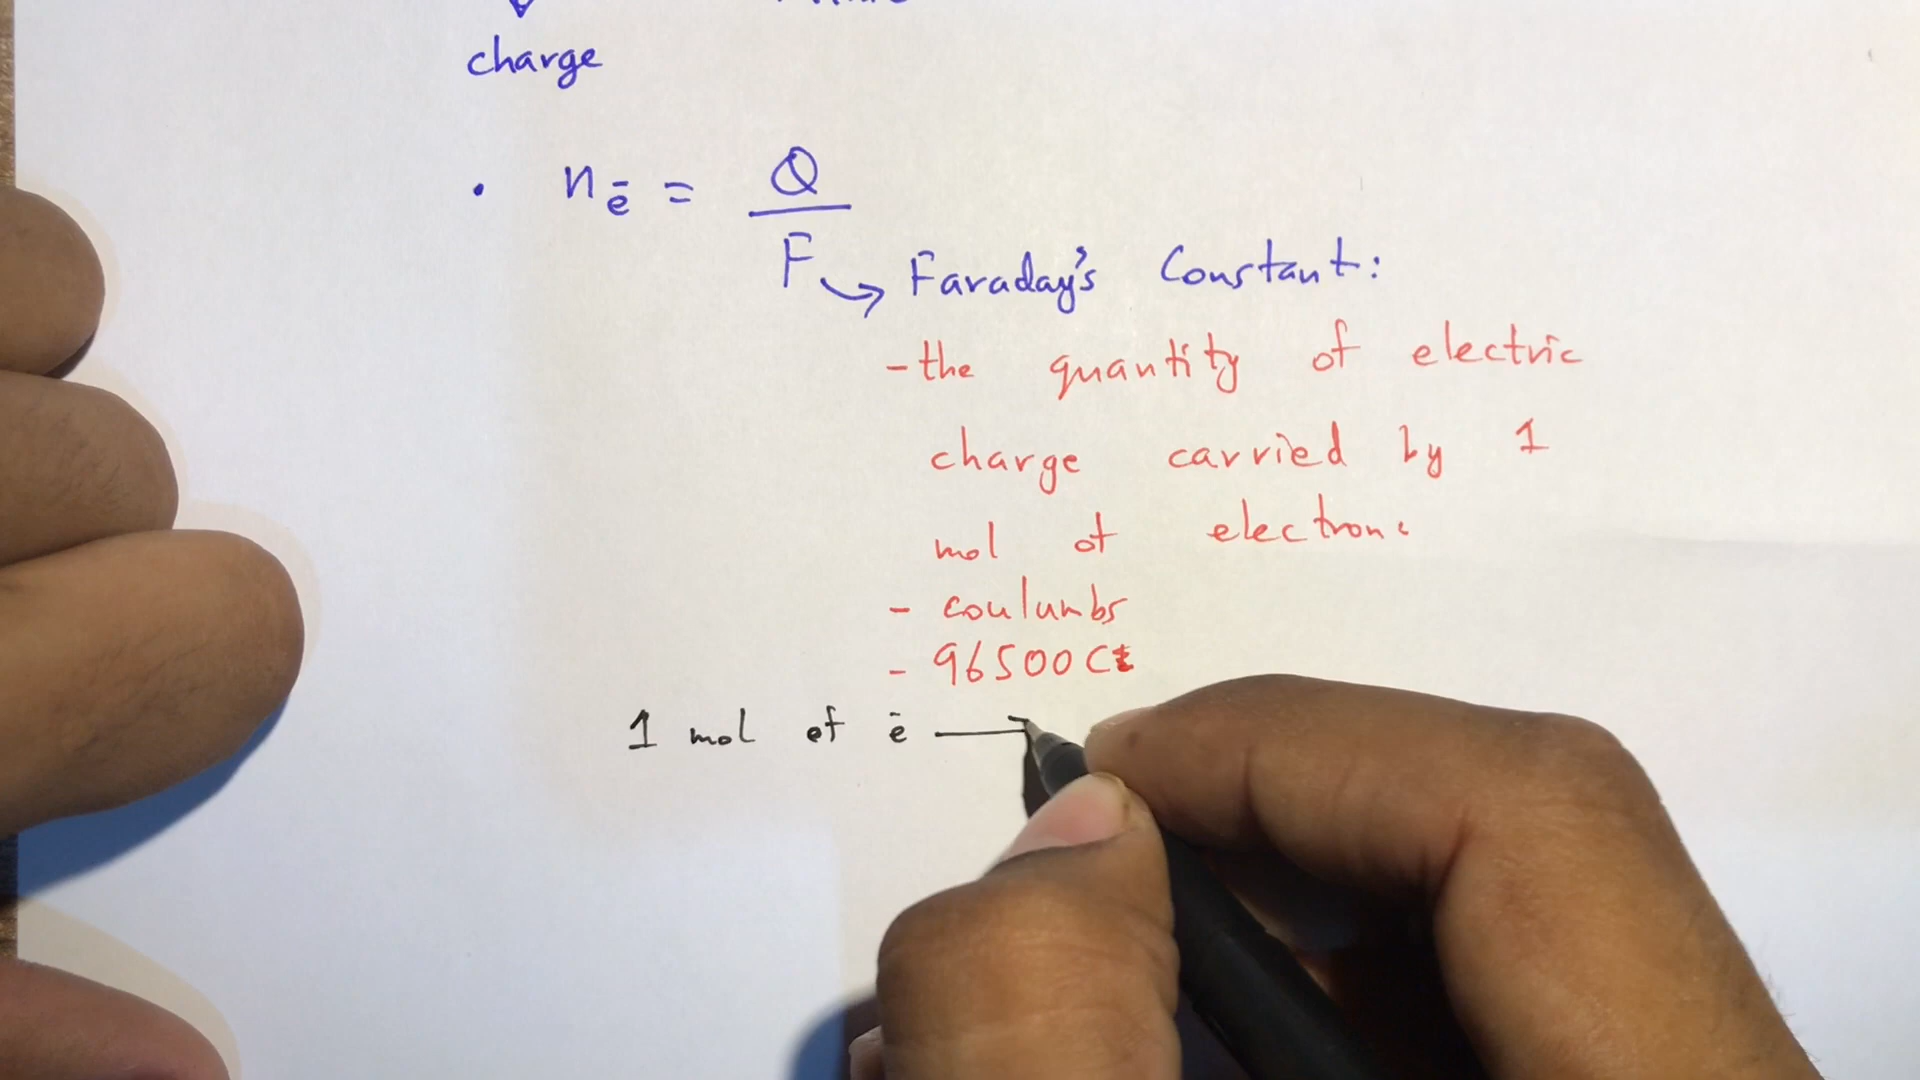 charge
• nē = Q / F → Faraday's Constant:
- the quantity of electric
charge carried by 1
mol of electrons
- coulumbs
- 96500 C
1 mol of ē —